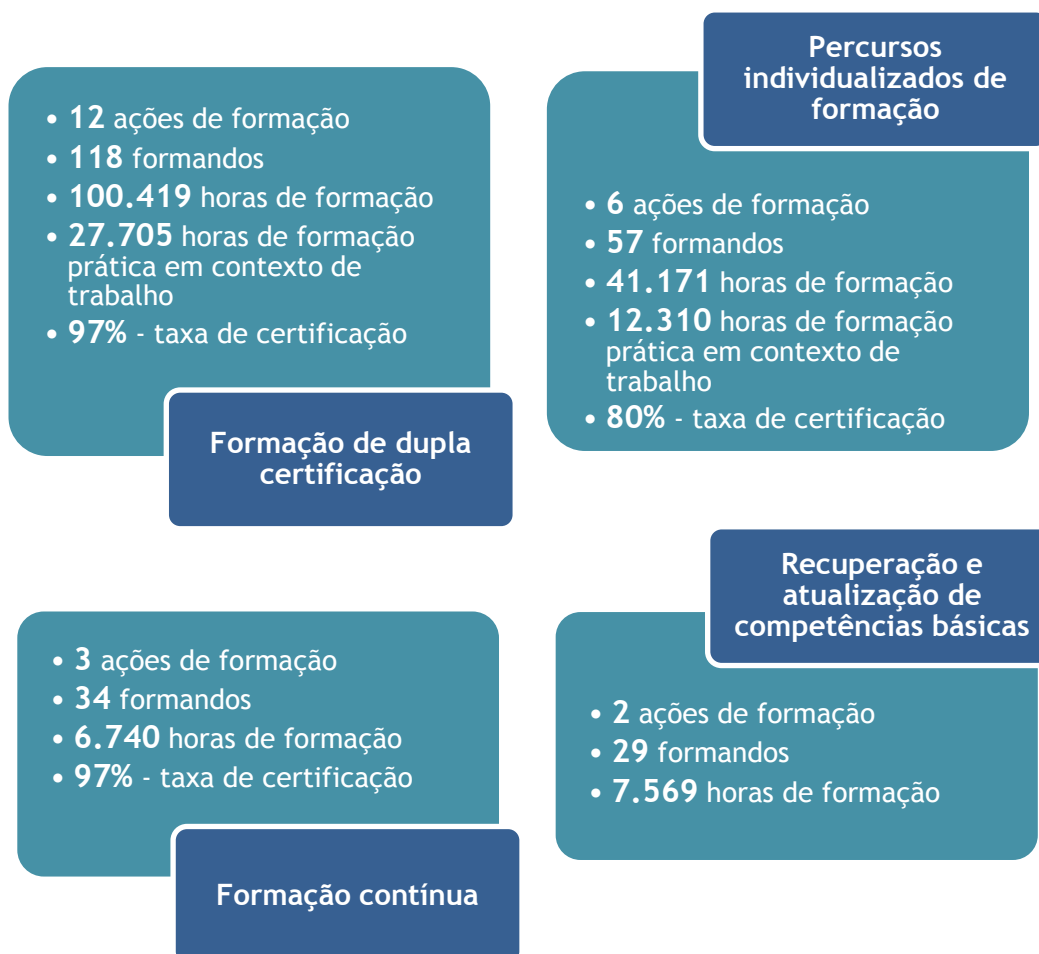 • 12 ações de formação
• 118 formandos
• 100.419 horas de formação
• 27.705 horas de formação
prática em contexto de
trabalho
• 97% - taxa de certificação
Formação de dupla
certificação
Percursos
individualizados de
formação
• 6 ações de formação
• 57 formandos
• 41.171 horas de formação
• 12.310 horas de formação
prática em contexto de
trabalho
• 80% - taxa de certificação
• 3 ações de formação
• 34 formandos
• 6.740 horas de formação
• 97% - taxa de certificação
Formação contínua
Recuperação e
atualização de
competências básicas
• 2 ações de formação
• 29 formandos
• 7.569 horas de formação